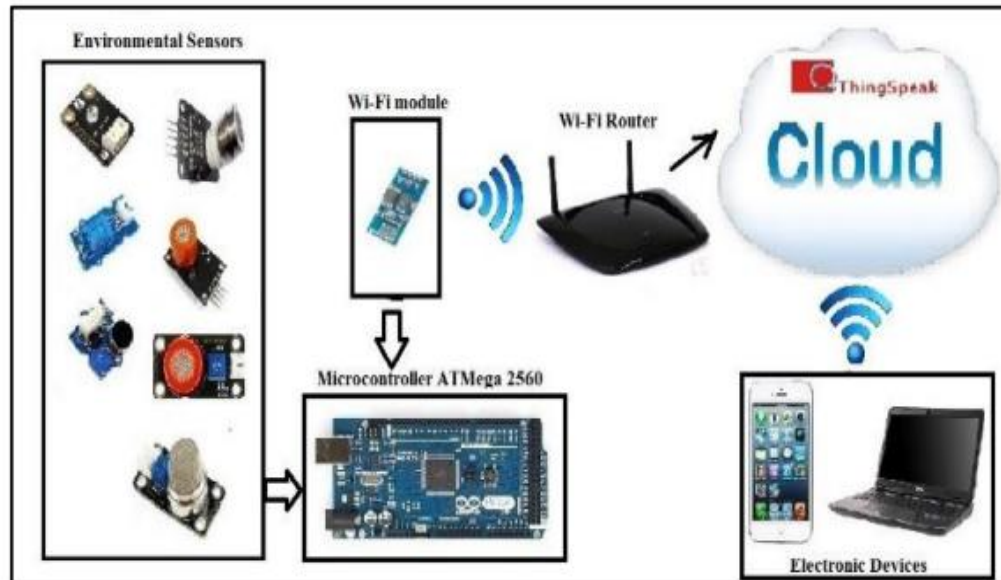 Environmental Sensors
Wi-Fi module
Wi-Fi Router
ThingSpeak
Cloud
Microcontroller ATMega 2560
Electronic Devices